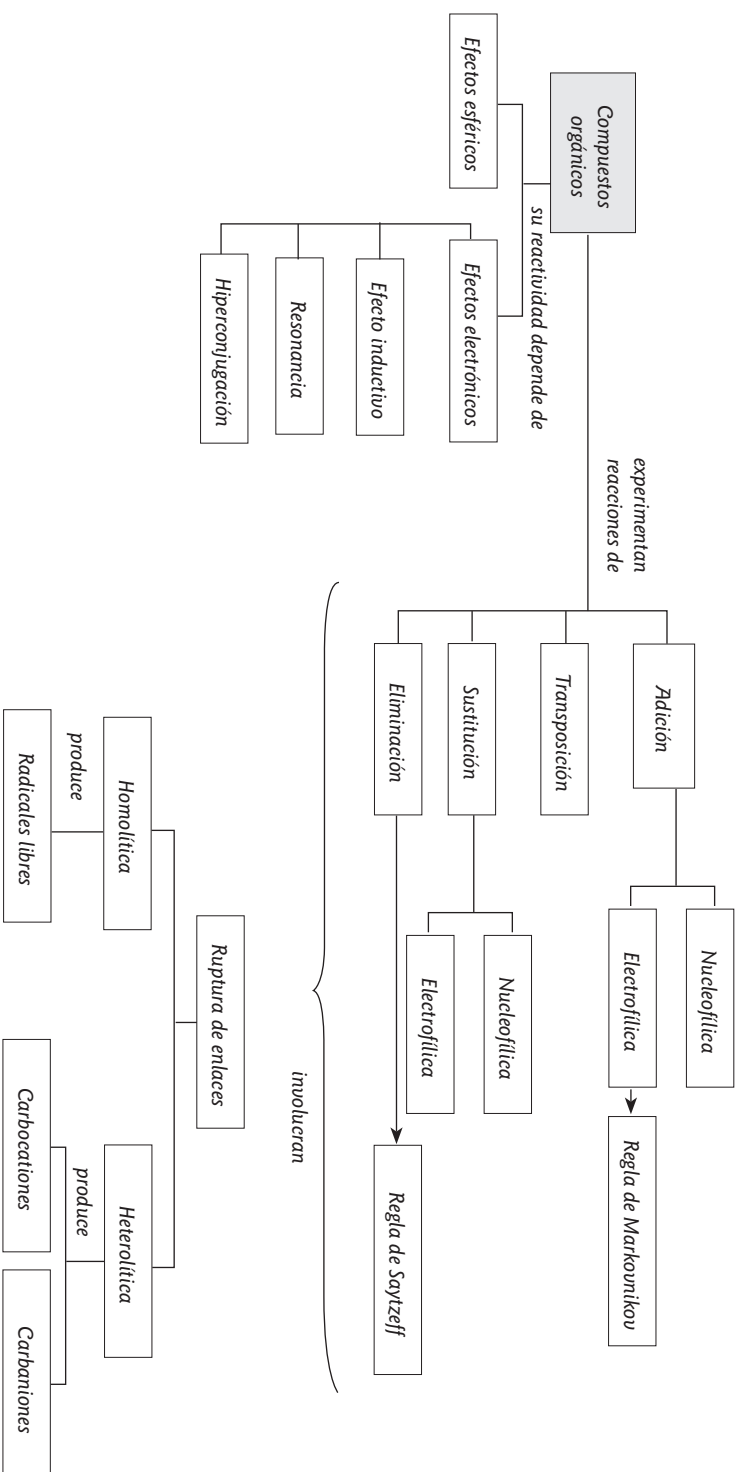 Compuestos
orgánicos
su reactividad depende de
Efectos esféricos
Efectos electrónicos
Efecto inductivo
Resonancia
Hiperconjugación
experimentan
reacciones de
Adición
Nucleofílica
Electrofílica
Regla de Markounikou
Transposición
Sustitución
Nucleofílica
Electrofílica
Eliminación
Regla de Saytzeff
involucran
Ruptura de enlaces
Homolítica
produce
Radicales libres
Heterolítica
produce
Carbocationes
Carbaniones